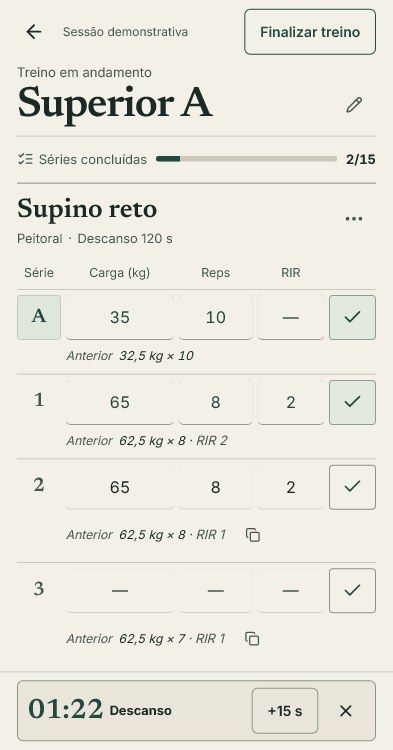 Sessão demonstrativa
Finalizar treino
Treino em andamento
Superior A
Séries concluídas 2/15
Supino reto
Peitoral · Descanso 120 s
Série Carga (kg) Reps RIR
A 35 10 —
Anterior 32,5 kg × 10
1 65 8 2
Anterior 62,5 kg × 8 · RIR 2
2 65 8 2
Anterior 62,5 kg × 8 · RIR 1
3 — — —
Anterior 62,5 kg × 7 · RIR 1
01:22 Descanso +15 s